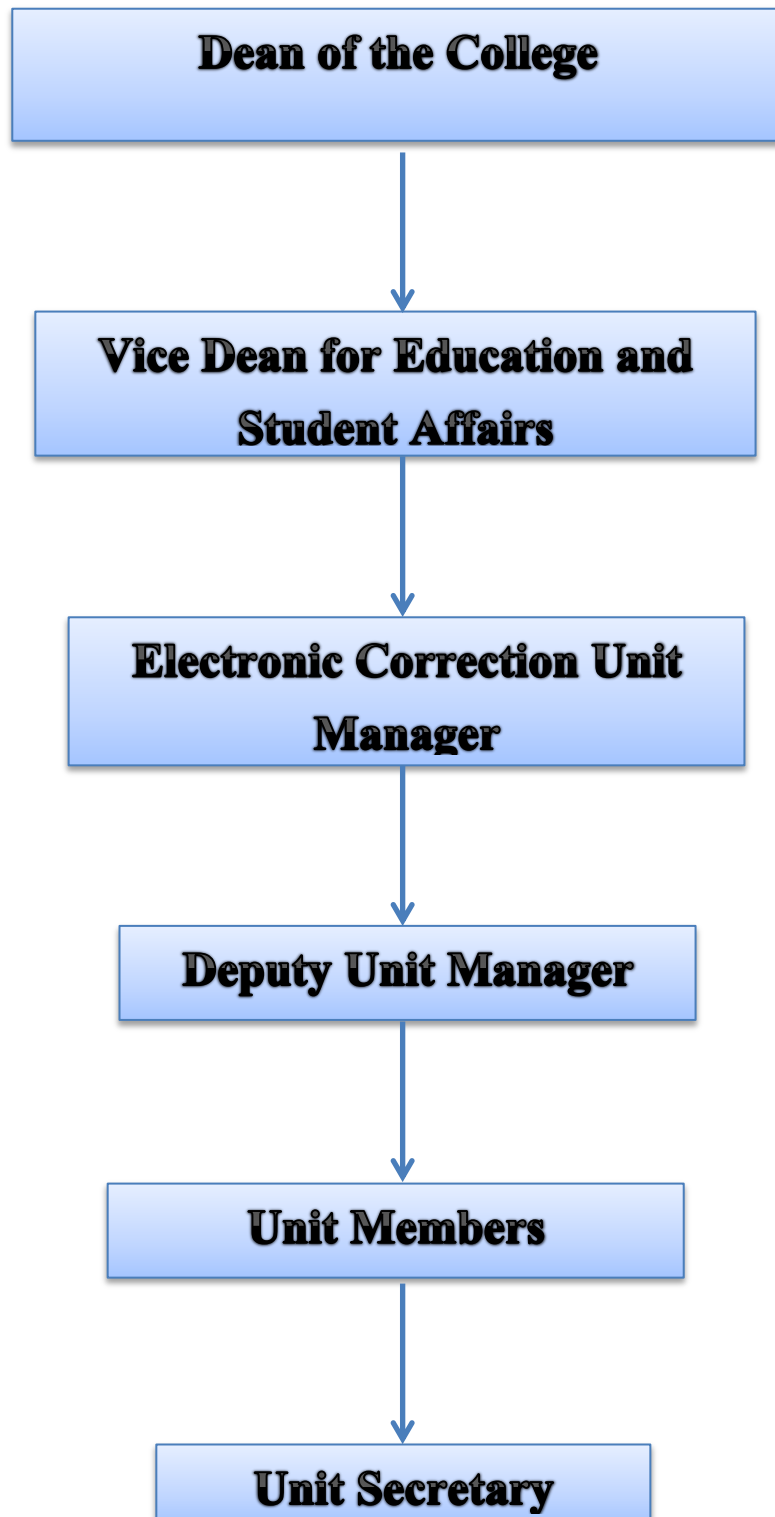 Dean of the College
Vice Dean for Education and
Student Affairs
Electronic Correction Unit
Manager
Deputy Unit Manager
Unit Members
Unit Secretary